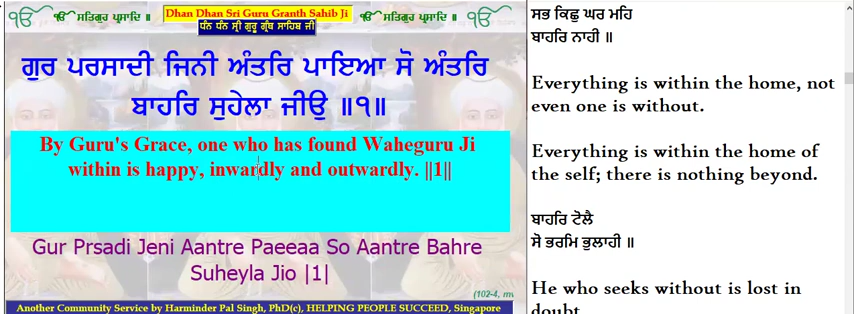 ੴ ੴ ਸਤਿਗੁਰ ਪ੍ਰਸਾਦਿ ॥ Dhan Dhan Sri Guru Granth Sahib Ji ੴ ਸਤਿਗੁਰ ਪ੍ਰਸਾਦਿ ॥ ੴ
ਧੰਨ ਧੰਨ ਸ੍ਰੀ ਗੁਰੂ ਗ੍ਰੰਥ ਸਾਹਿਬ ਜੀ
ਗੁਰ ਪਰਸਾਦੀ ਜਿਨੀ ਅੰਤਰਿ ਪਾਇਆ ਸੋ ਅੰਤਰਿ
ਬਾਹਰਿ ਸੁਹੇਲਾ ਜੀਉ ॥੧॥
By Guru's Grace, one who has found Waheguru Ji
within is happy, inwardly and outwardly. ||1||
Gur Prsadi Jeni Aantre Paeeaa So Aantre Bahre
Suheyla Jio |1|
(102-4,
Another Community Service by Harminder Pal Singh, PhD(c), HELPING PEOPLE SUCCEED, Singapore
ਸਭ ਕਿਛੁ ਘਰ ਮਹਿ
ਬਾਹਰਿ ਨਾਹੀ ॥
Everything is within the home, not
even one is without.
Everything is within the home of
the self; there is nothing beyond.
ਬਾਹਰਿ ਟੋਲੈ
ਸੋ ਭਰਮਿ ਭੁਲਾਹੀ ॥
He who seeks without is lost in
doubt.